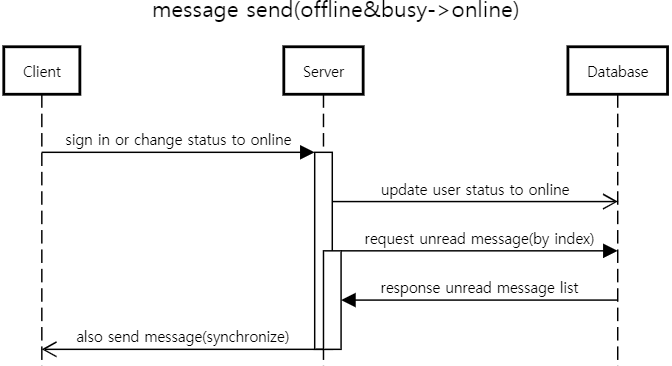 message send(offline&busy->online)
Client
Server
Database
sign in or change status to online
update user status to online
request unread message(by index)
response unread message list
also send message(synchronize)